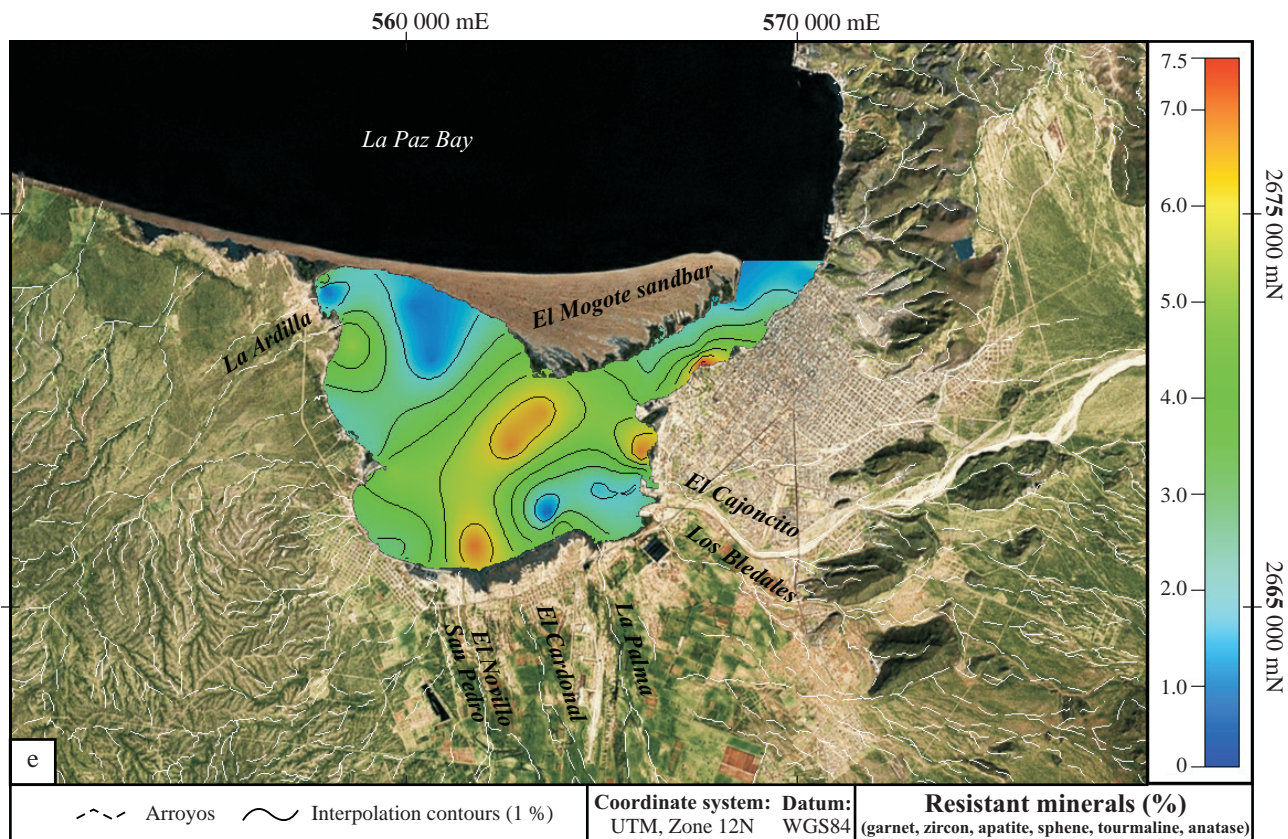 560 000 mE
570 000 mE
La Paz Bay
El Mogote sandbar
La Ardilla
El Cajoncito
Los Bledales
San Pedro
El Novillo
El Cardonal
La Palma
7.5
7.0
6.0
5.0
4.0
3.0
2.0
1.0
0
2675 000 mN
2665 000 mN
e
Arroyos
Interpolation contours (1 %)
Coordinate system:
UTM, Zone 12N
Datum:
WGS84
Resistant minerals (%)
(garnet, zircon, apatite, sphene, tourmaline, anatase)